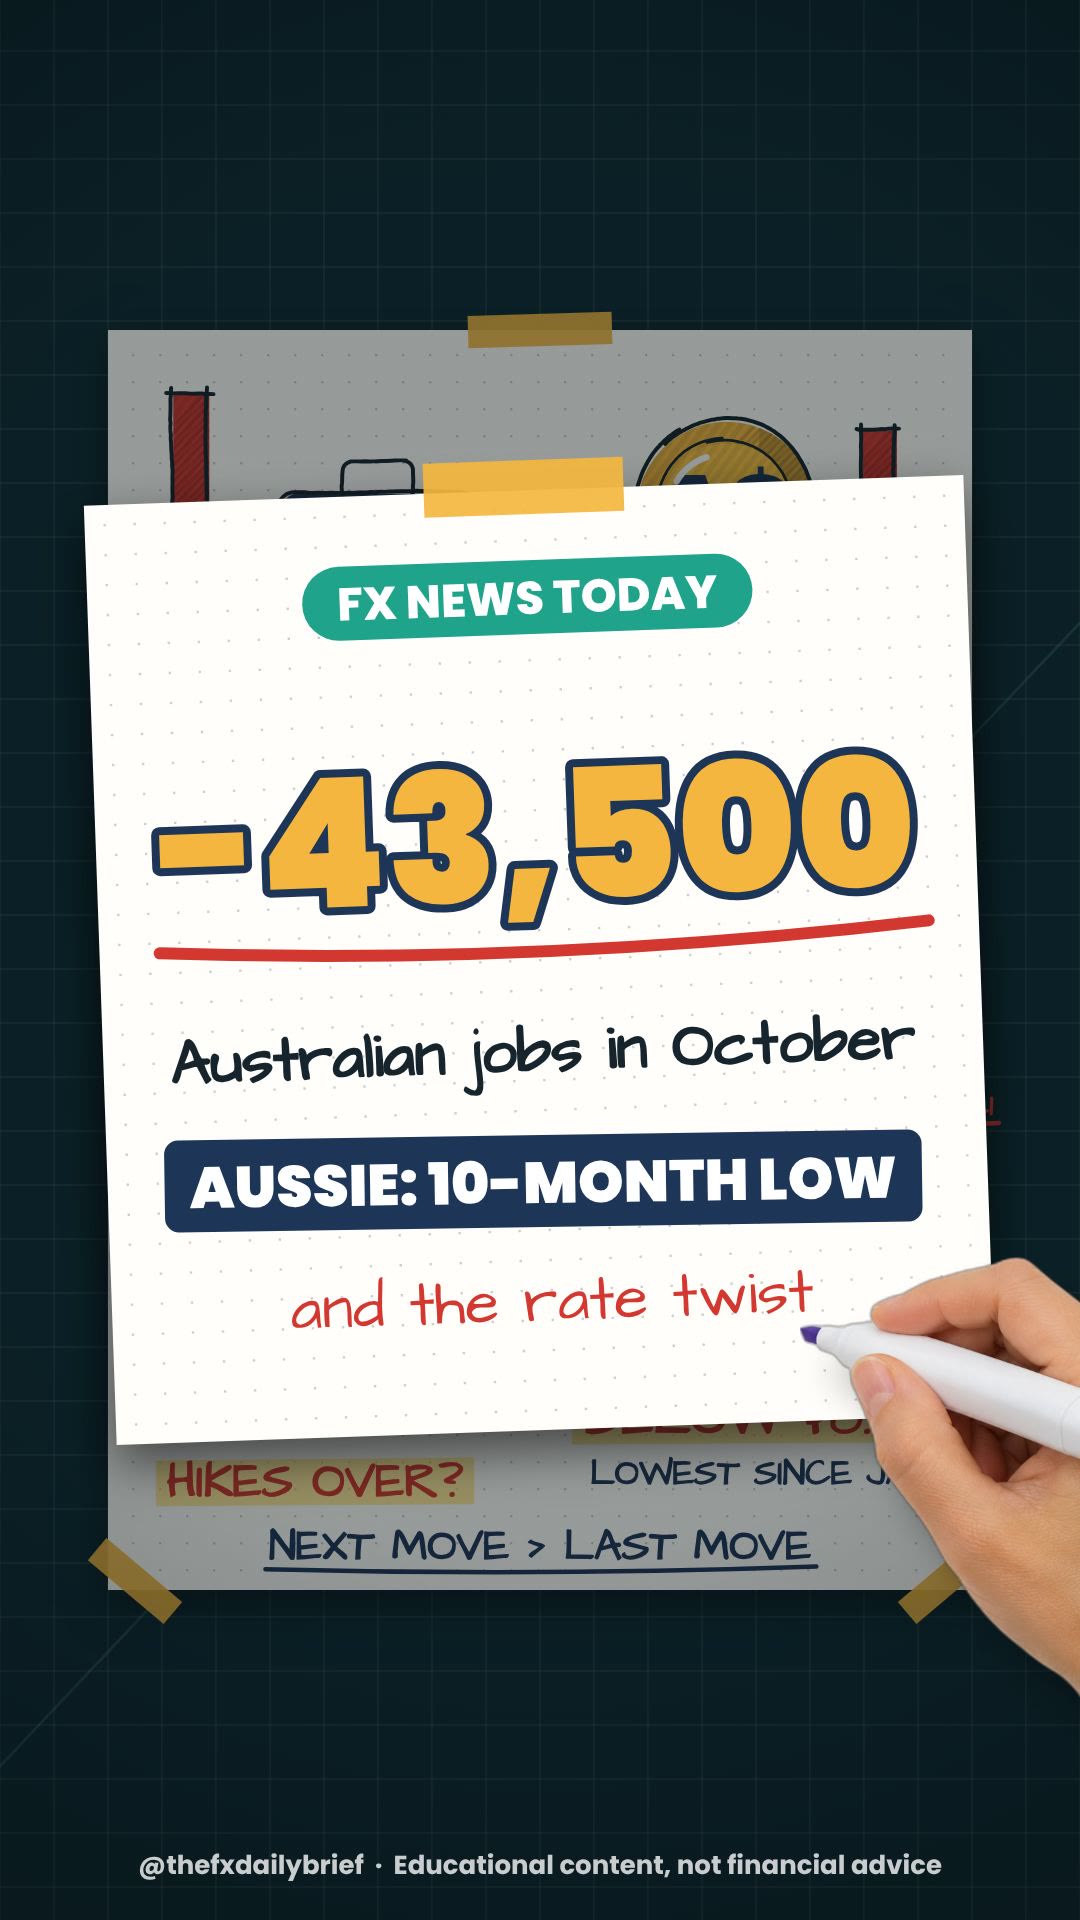 FX NEWS TODAY
-43,500
Australian jobs in October
AUSSIE: 10-MONTH LOW
and the rate twist
HIKES OVER?
LOWEST SINCE
NEXT MOVE > LAST MOVE
@thefxdailybrief · Educational content, not financial advice